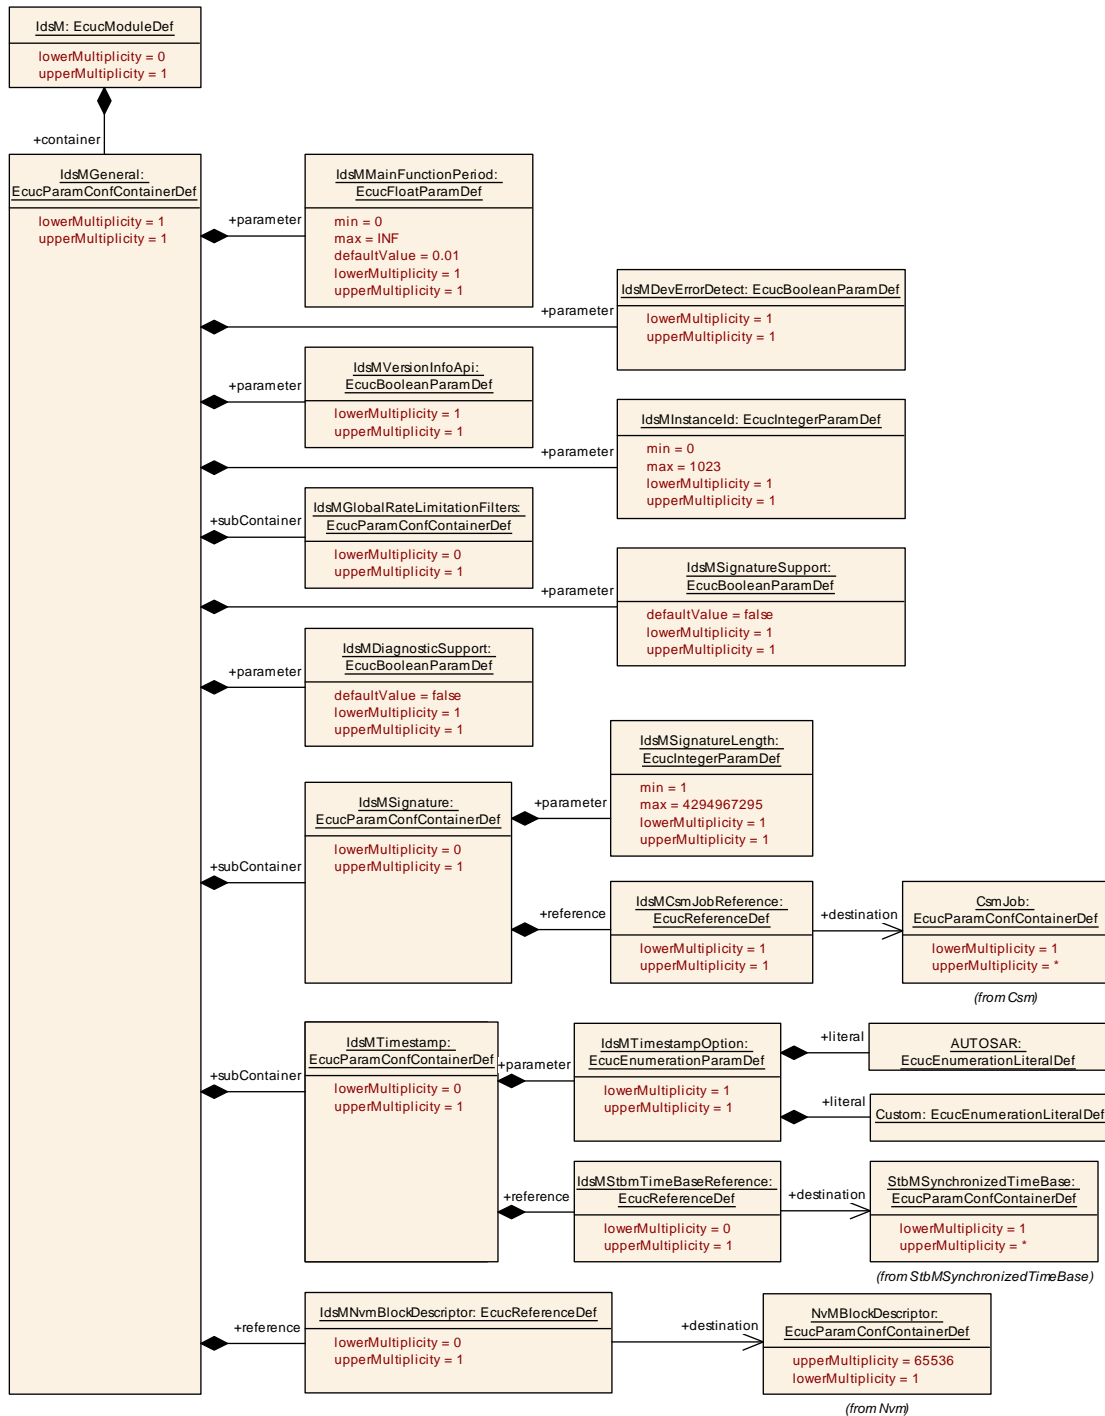 IdsM: EcucModuleDef
lowerMultiplicity = 0
upperMultiplicity = 1
+container
IdsMGeneral:
EcucParamConfContainerDef
lowerMultiplicity = 1
upperMultiplicity = 1
+parameter
IdsMMainFunctionPeriod:
EcucFloatParamDef
min = 0
max = INF
defaultValue = 0.01
lowerMultiplicity = 1
upperMultiplicity = 1
+parameter
IdsMDevErrorDetect: EcucBooleanParamDef
lowerMultiplicity = 1
upperMultiplicity = 1
+parameter
IdsMVersionInfoApi:
EcucBooleanParamDef
lowerMultiplicity = 1
upperMultiplicity = 1
+parameter
IdsMInstanceId: EcucIntegerParamDef
min = 0
max = 1023
lowerMultiplicity = 1
upperMultiplicity = 1
+subContainer
IdsMGlobalRateLimitationFilters:
EcucParamConfContainerDef
lowerMultiplicity = 0
upperMultiplicity = 1
+parameter
IdsMSignatureSupport:
EcucBooleanParamDef
defaultValue = false
lowerMultiplicity = 1
upperMultiplicity = 1
+parameter
IdsMDiagnosticSupport:
EcucBooleanParamDef
defaultValue = false
lowerMultiplicity = 1
upperMultiplicity = 1
+subContainer
IdsMSignature:
EcucParamConfContainerDef
lowerMultiplicity = 0
upperMultiplicity = 1
+parameter
IdsMSignatureLength:
EcucIntegerParamDef
min = 1
max = 4294967295
lowerMultiplicity = 1
upperMultiplicity = 1
+reference
IdsMCsmJobReference:
EcucReferenceDef
lowerMultiplicity = 1
upperMultiplicity = 1
+destination
CsmJob:
EcucParamConfContainerDef
lowerMultiplicity = 1
upperMultiplicity = *
(from Csm)
+subContainer
IdsMTimestamp:
EcucParamConfContainerDef
lowerMultiplicity = 0
upperMultiplicity = 1
+parameter
IdsMTimestampOption:
EcucEnumerationParamDef
lowerMultiplicity = 1
upperMultiplicity = 1
+literal
AUTOSAR:
EcucEnumerationLiteralDef
+literal
Custom: EcucEnumerationLiteralDef
+reference
IdsMStbmTimeBaseReference:
EcucReferenceDef
lowerMultiplicity = 0
upperMultiplicity = 1
+destination
StbMSynchronizedTimeBase:
EcucParamConfContainerDef
lowerMultiplicity = 1
upperMultiplicity = *
(from StbMSynchronizedTimeBase)
+reference
IdsMNvmBlockDescriptor: EcucReferenceDef
lowerMultiplicity = 0
upperMultiplicity = 1
+destination
NvMBlockDescriptor:
EcucParamConfContainerDef
upperMultiplicity = 65536
lowerMultiplicity = 1
(from Nvm)